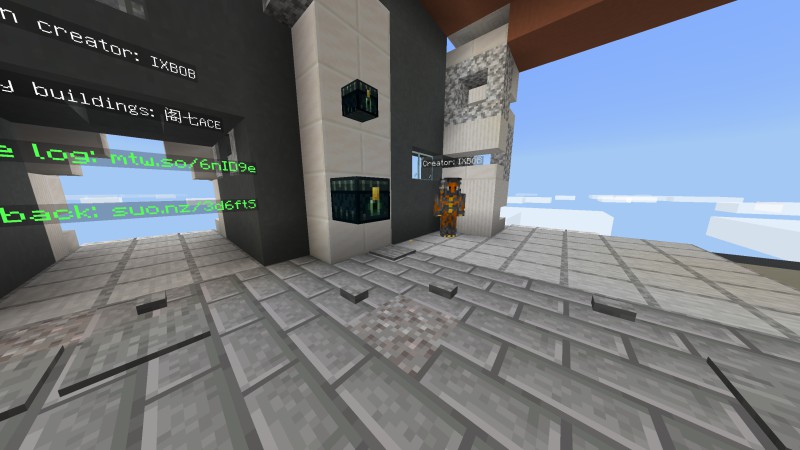 n creator: IXBOB
y buildings: 阁七ACE
e log: mtw.so/6nID9e
back: suo.nz/3d6ft5
Creator: IXBOB